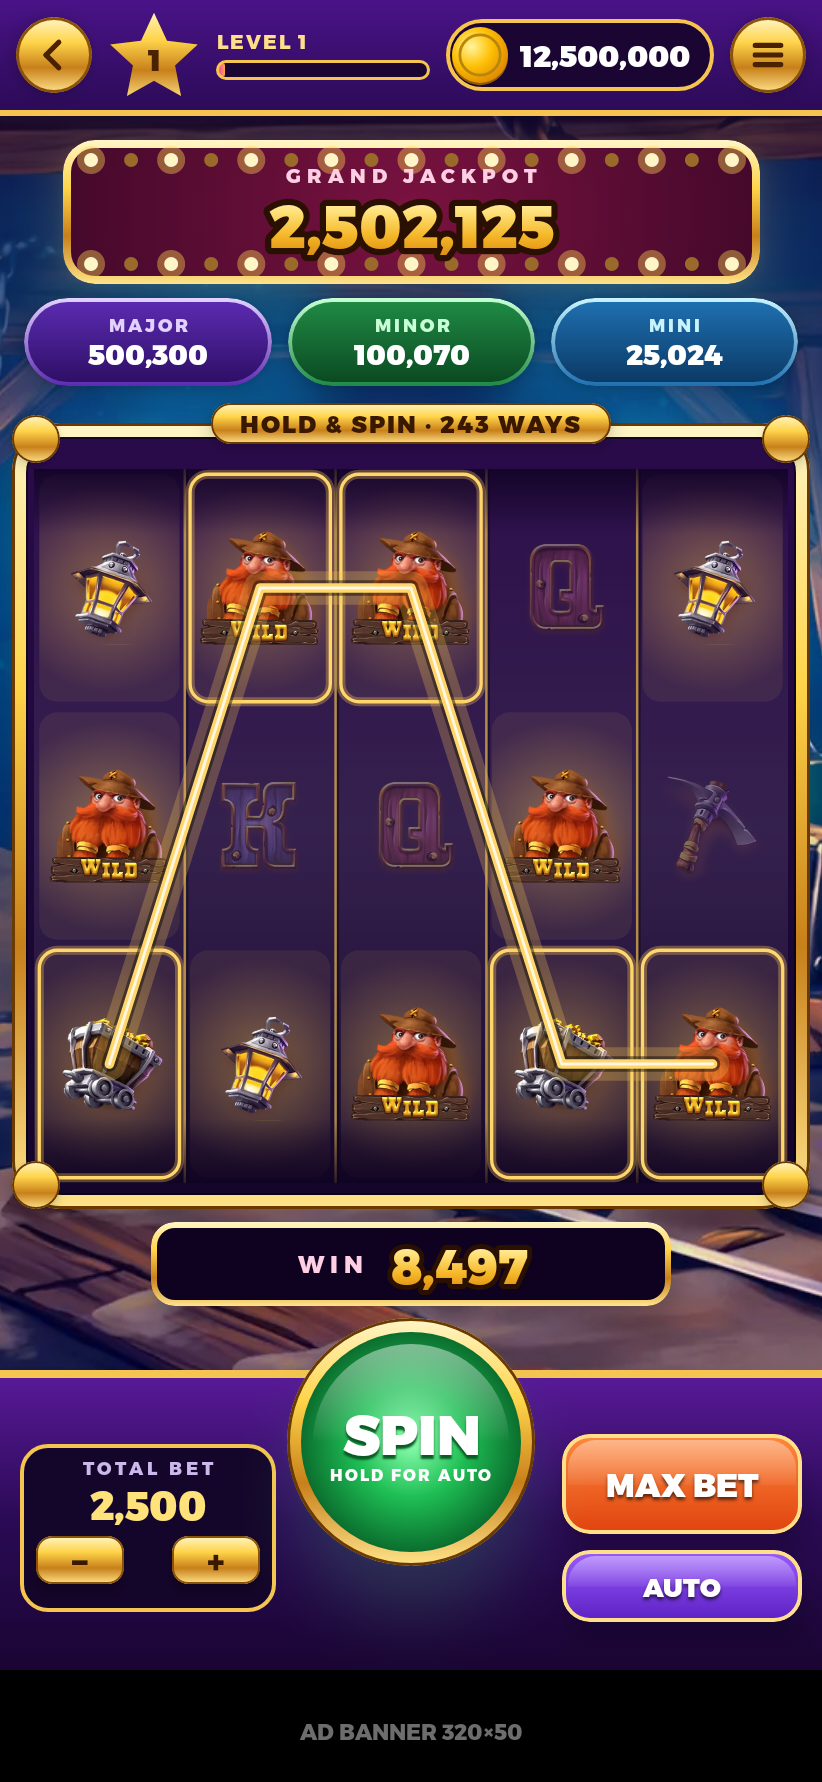 1
LEVEL 1
12,500,000
GRAND JACKPOT
2,502,125
MAJOR
500,300
MINOR
100,070
MINI
25,024
HOLD & SPIN · 243 WAYS
WILD
WILD
Q
WILD
K
Q
WILD
WILD
WILD
WIN 8,497
SPIN
HOLD FOR AUTO
TOTAL BET
2,500
−
+
MAX BET
AUTO
AD BANNER 320×50